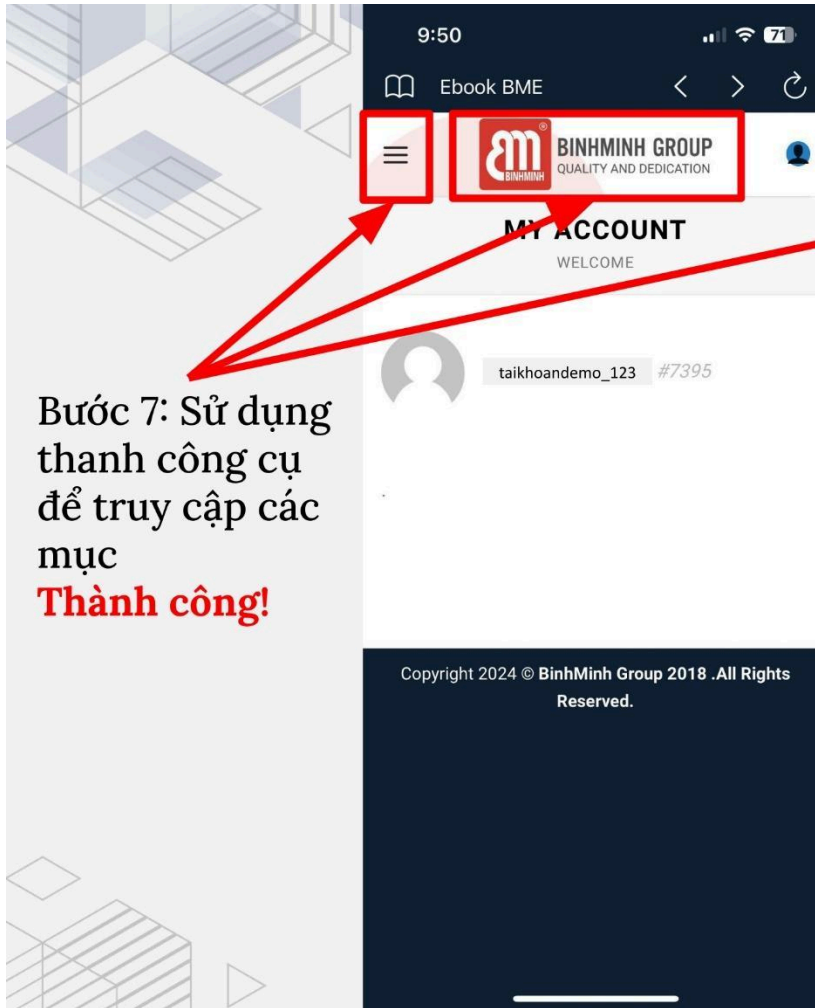 9:50
71
Ebook BME
BM
®
BINHMINH
BINHMINH GROUP
QUALITY AND DEDICATION
MY ACCOUNT
WELCOME
taikhoandemo_123 #7395
Bước 7: Sử dụng
thanh công cụ
để truy cập các
mục
Thành công!
Copyright 2024 © BinhMinh Group 2018 .All Rights
Reserved.